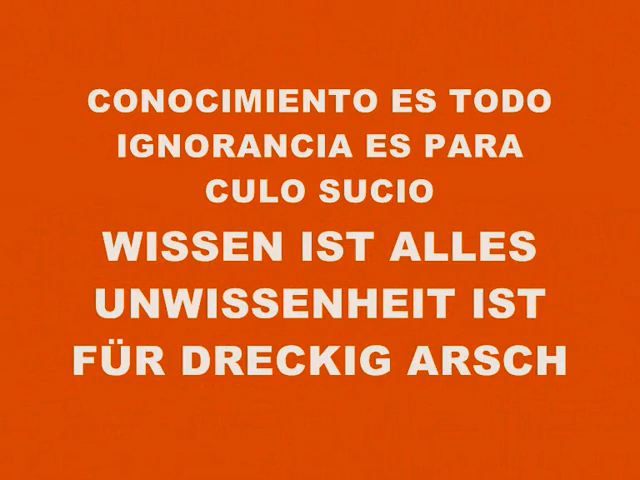 CONOCIMIENTO ES TODO
IGNORANCIA ES PARA
CULO SUCIO
WISSEN IST ALLES
UNWISSENHEIT IST
FÜR DRECKIG ARSCH